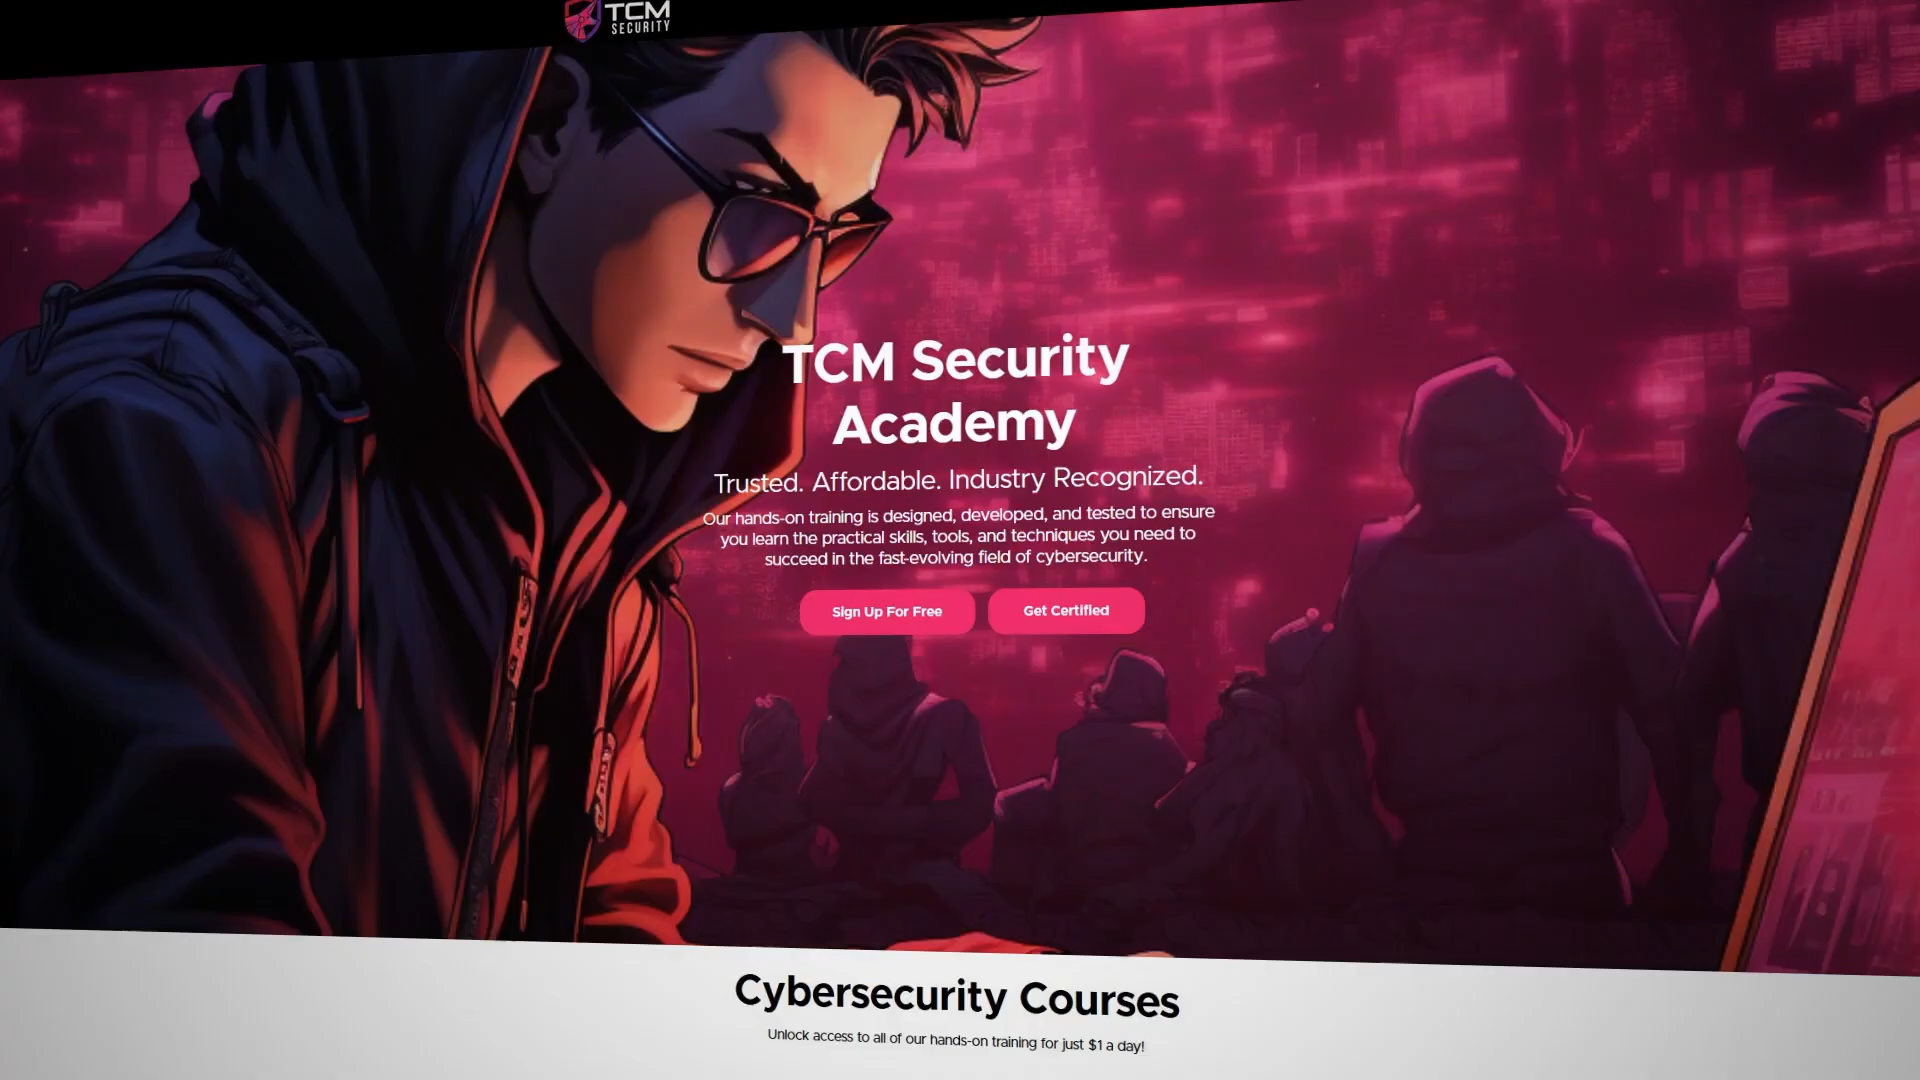 TCM
SECURITY
TCM Security
Academy
Trusted. Affordable. Industry Recognized.
Our hands-on training is designed, developed, and tested to ensure
you learn the practical skills, tools, and techniques you need to
succeed in the fast-evolving field of cybersecurity.
Sign Up For Free
Get Certified
Cybersecurity Courses
Unlock access to all of our hands-on training for just $1 a day!